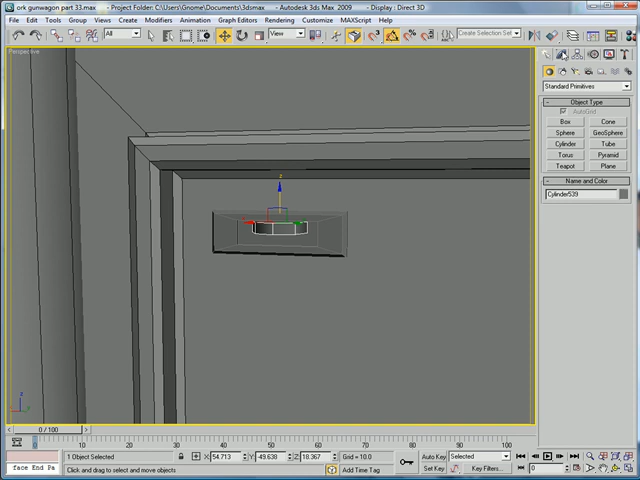 ork gunwagon part 33.max - Project Folder: C:\Users\Gnome\Documents\3dsmax - Autodesk 3ds Max 2009 - Display : Direct 3D
File Edit Tools Group Views Create Modifiers Animation Graph Editors Rendering Customize MAXScript Help
All View Create Selection Set
Perspective
Standard Primitives
Object Type
AutoGrid
Box Cone
Sphere GeoSphere
Cylinder Tube
Torus Pyramid
Teapot Plane
Name and Color
Cylinder539
z
0 / 100
0 10 20 30 40 50 60 70 80 90 100
1 Object Selected X: 54.713 Y: -49.638 Z: 18.367 Grid = 10.0 Auto Key Selected
face End Pa Click and drag to select and move objects Add Time Tag Set Key Key Filters... 0